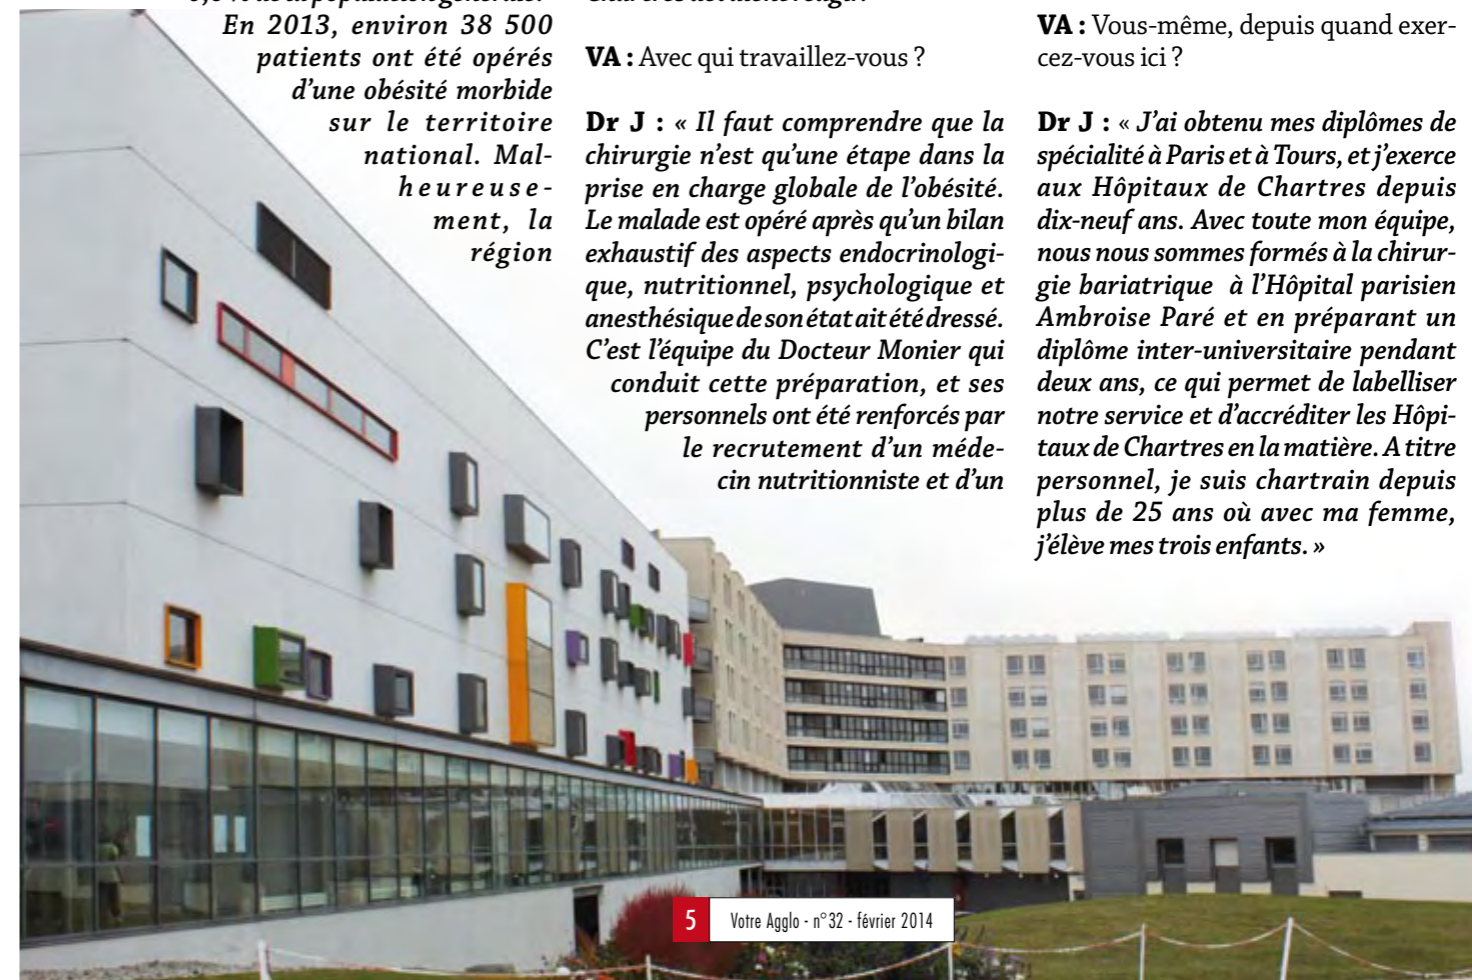 En 2013, environ 38 500
patients ont été opérés
d'une obésité morbide
sur le territoire
national. Mal-
heureuse-
ment, la
région
VA : Avec qui travaillez-vous ?
Dr J : « Il faut comprendre que la
chirurgie n'est qu'une étape dans la
prise en charge globale de l'obésité.
Le malade est opéré après qu'un bilan
exhaustif des aspects endocrinologi-
que, nutritionnel, psychologique et
anesthésique de son état ait été dressé.
C'est l'équipe du Docteur Monier qui
conduit cette préparation, et ses
personnels ont été renforcés par
le recrutement d'un méde-
cin nutritionniste et d'un
VA : Vous-même, depuis quand exer-
cez-vous ici ?
Dr J : « J'ai obtenu mes diplômes de
spécialité à Paris et à Tours, et j'exerce
aux Hôpitaux de Chartres depuis
dix-neuf ans. Avec toute mon équipe,
nous nous sommes formés à la chirur-
gie bariatrique à l'Hôpital parisien
Ambroise Paré et en préparant un
diplôme inter-universitaire pendant
deux ans, ce qui permet de labelliser
notre service et d'accréditer les Hôpi-
taux de Chartres en la matière. A titre
personnel, je suis chartrain depuis
plus de 25 ans où avec ma femme,
j'élève mes trois enfants. »
5 Votre Agglo - n°32 - février 2014